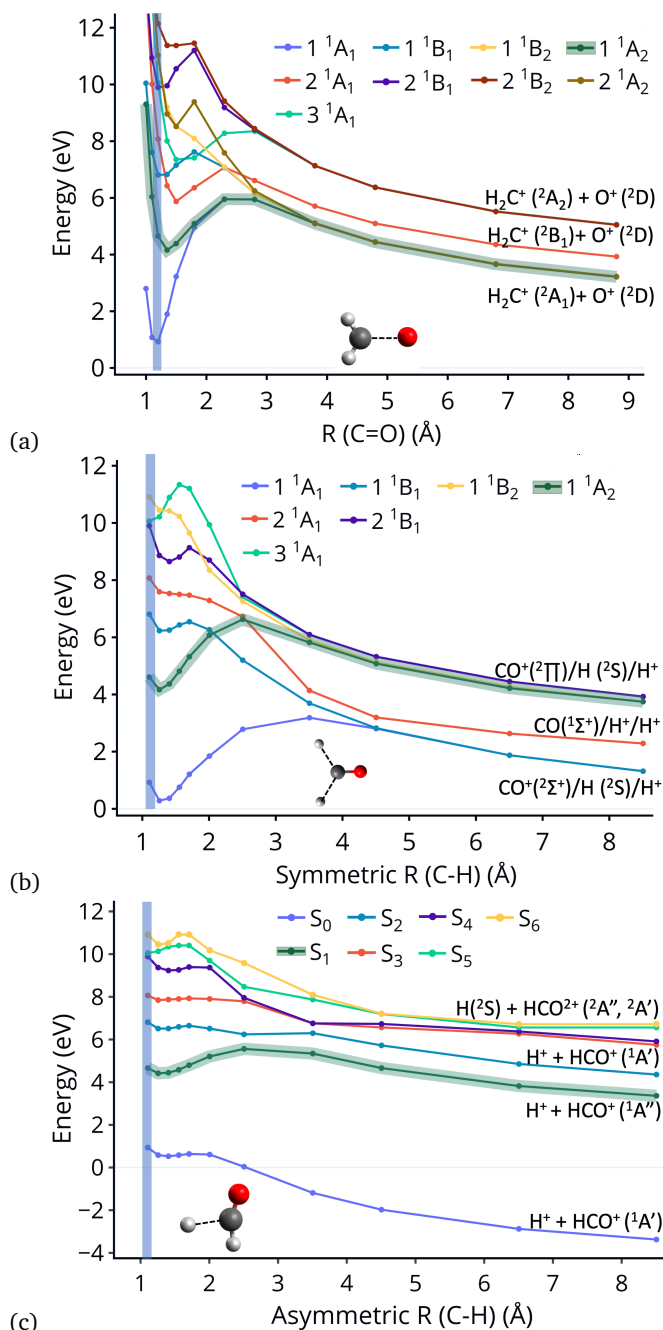 12
10
8
6
4
2
0
Energy (eV)
1 ¹A₁ 1 ¹B₁ 1 ¹B₂ 1 ¹A₂
2 ¹A₁ 2 ¹B₁ 2 ¹B₂ 2 ¹A₂
3 ¹A₁
H₂C⁺ (²A₂) + O⁺ (²D)
H₂C⁺ (²B₁)+ O⁺ (²D)
H₂C⁺ (²A₁)+ O⁺ (²D)
1 2 3 4 5 6 7 8 9
R (C=O) (Å)
(a)
12
10
8
6
4
2
0
Energy (eV)
1 ¹A₁ 1 ¹B₁ 1 ¹B₂ 1 ¹A₂
2 ¹A₁ 2 ¹B₁
3 ¹A₁
CO⁺(²∏)/H (²S)/H⁺
CO(¹Σ⁺)/H⁺/H⁺
CO⁺(²Σ⁺)/H (²S)/H⁺
1 2 3 4 5 6 7 8
Symmetric R (C-H) (Å)
(b)
12
10
8
6
4
2
0
−2
−4
Energy (eV)
S₀ S₂ S₄ S₆
S₁ S₃ S₅
H(²S) + HCO²⁺ (²A″, ²A′)
H⁺ + HCO⁺ (¹A′)
H⁺ + HCO⁺ (¹A″)
H⁺ + HCO⁺ (¹A′)
1 2 3 4 5 6 7 8
Asymmetric R (C-H) (Å)
(c)